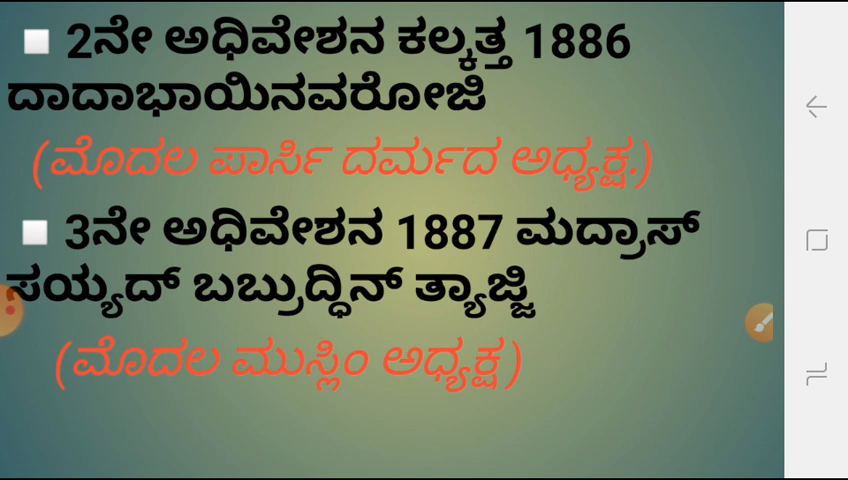 2ನೇ ಅಧಿವೇಶನ ಕಲ್ಕತ್ತ 1886
ದಾದಾಭಾಯಿನವರೋಜಿ
(ಮೊದಲ ಪಾರ್ಸಿ ದರ್ಮದ ಅಧ್ಯಕ್ಷ.)
3ನೇ ಅಧಿವೇಶನ 1887 ಮದ್ರಾಸ್
ಸಯ್ಯದ್ ಬಬ್ರುದ್ಧಿನ್ ತ್ಯಾಜ್ಜಿ
(ಮೊದಲ ಮುಸ್ಲಿಂ ಅಧ್ಯಕ್ಷ)